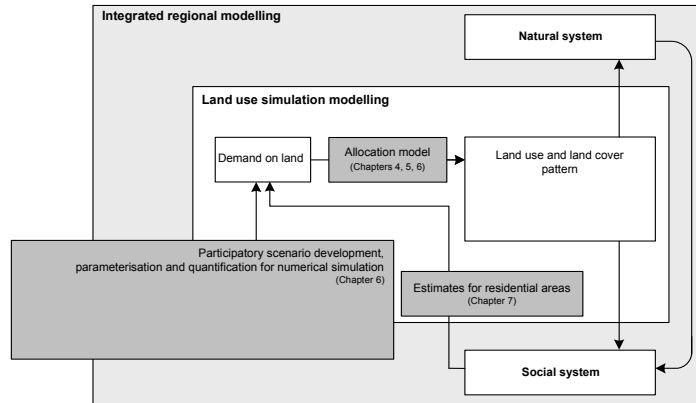 Integrated regional modelling
Natural system
Land use simulation modelling
Demand on land
Allocation model
(Chapters 4, 5, 6)
Land use and land cover
pattern
Participatory scenario development,
parameterisation and quantification for numerical simulation
(Chapter 6)
Estimates for residential areas
(Chapter 7)
Social system